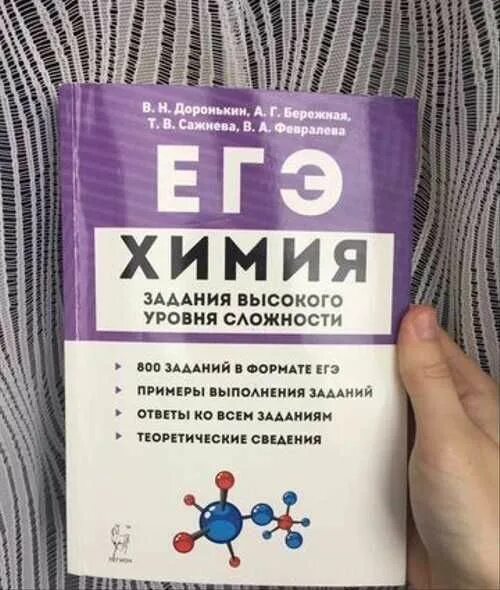 В. Н. Доронькин, А. Г. Бережная,
Т. В. Сажнева, В. А. Февралева
ЕГЭ
ХИМИЯ
ЗАДАНИЯ ВЫСОКОГО
УРОВНЯ СЛОЖНОСТИ
800 ЗАДАНИЙ В ФОРМАТЕ ЕГЭ
ПРИМЕРЫ ВЫПОЛНЕНИЯ ЗАДАНИЙ
ОТВЕТЫ КО ВСЕМ ЗАДАНИЯМ
ТЕОРЕТИЧЕСКИЕ СВЕДЕНИЯ
ЛЕГИОН